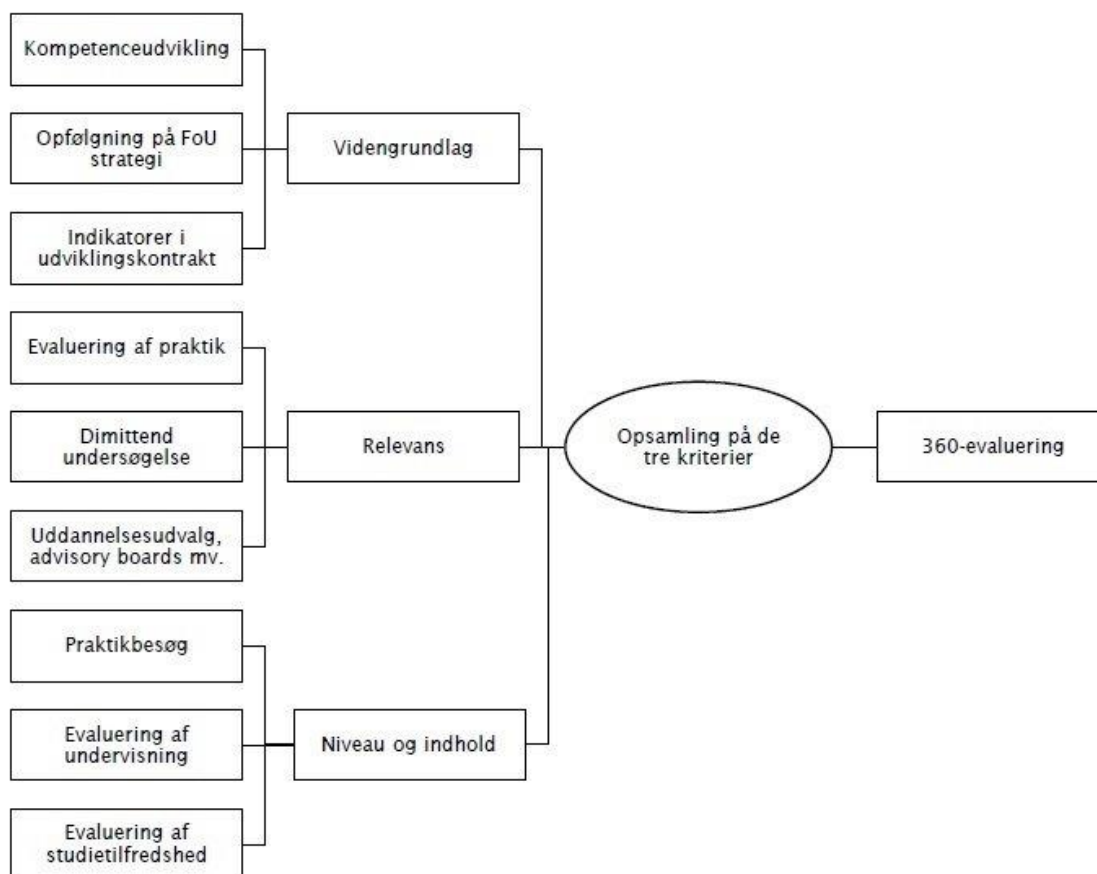 Kompetenceudvikling
Opfølgning på FoU
strategi
Indikatorer i
udviklingskontrakt
Videngrundlag
Evaluering af praktik
Dimittend
undersøgelse
Uddannelsesudvalg,
advisory boards mv.
Relevans
Praktikbesøg
Evaluering af
undervisning
Evaluering af
studietilfredshed
Niveau og indhold
Opsamling på de
tre kriterier
360-evaluering